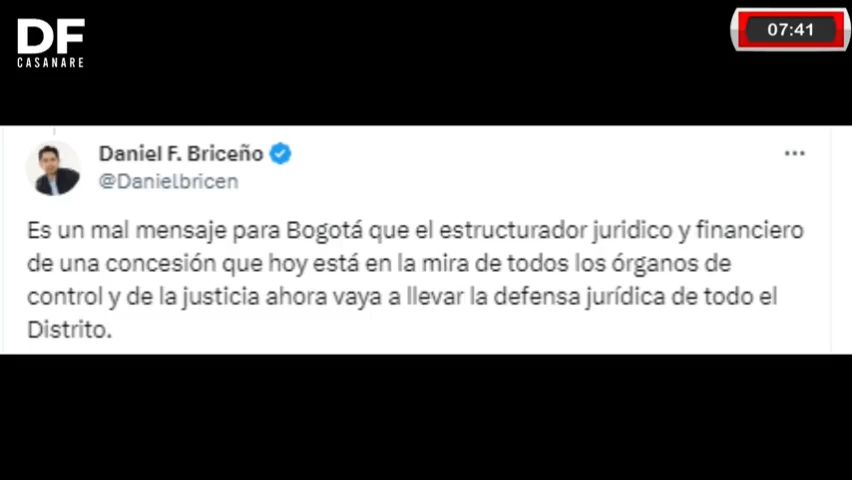 DF
CASANARE
07:41
Daniel F. Briceño
@Danielbricen
Es un mal mensaje para Bogotá que el estructurador juridico y financiero
de una concesión que hoy está en la mira de todos los órganos de
control y de la justicia ahora vaya a llevar la defensa jurídica de todo el
Distrito.